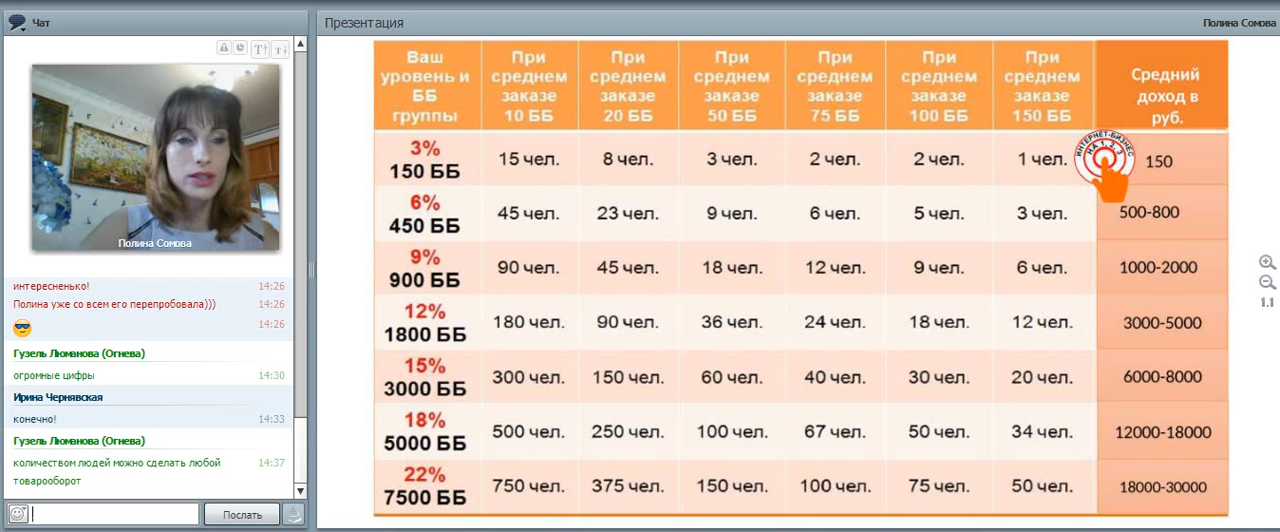 Чат
Полина Сомова
интересненько! 14:26
Полина уже со всем его перепробовала))) 14:26
14:26
Гузель Люманова (Огнева)
огромные цифры 14:30
Ирина Чернявская
конечно! 14:33
Гузель Люманова (Огнева)
количеством людей можно сделать любой 14:37
товарооборот
Послать
Презентация
Полина Сомова
Ваш уровень и ББ группы
При среднем заказе 10 ББ
При среднем заказе 20 ББ
При среднем заказе 50 ББ
При среднем заказе 75 ББ
При среднем заказе 100 ББ
При среднем заказе 150 ББ
Средний доход в руб.
3% 150 ББ 15 чел. 8 чел. 3 чел. 2 чел. 2 чел. 1 чел. 150
ИНТЕРНЕТ-БИЗНЕС НА 1, 2, 3
6% 450 ББ 45 чел. 23 чел. 9 чел. 6 чел. 5 чел. 3 чел. 500-800
9% 900 ББ 90 чел. 45 чел. 18 чел. 12 чел. 9 чел. 6 чел. 1000-2000
12% 1800 ББ 180 чел. 90 чел. 36 чел. 24 чел. 18 чел. 12 чел. 3000-5000
15% 3000 ББ 300 чел. 150 чел. 60 чел. 40 чел. 30 чел. 20 чел. 6000-8000
18% 5000 ББ 500 чел. 250 чел. 100 чел. 67 чел. 50 чел. 34 чел. 12000-18000
22% 7500 ББ 750 чел. 375 чел. 150 чел. 100 чел. 75 чел. 50 чел. 18000-30000
1.1